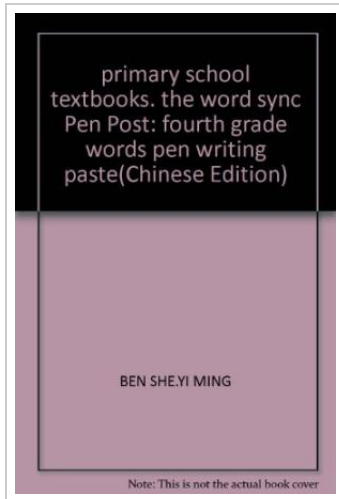 primary school
textbooks. the word sync
Pen Post: fourth grade
words pen writing
paste(Chinese Edition)
BEN SHE.YI MING
Note: This is not the actual book cover